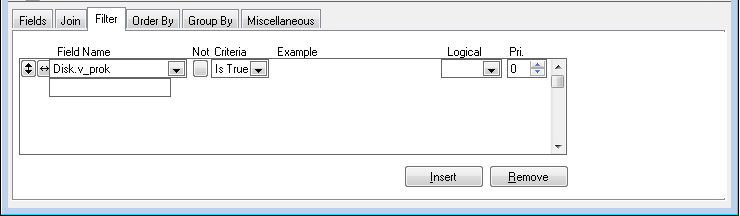 Fields Join Filter Order By Group By Miscellaneous
Field Name Not Criteria Example Logical Pri.
Disk.v_prok Is True 0
Insert Remove